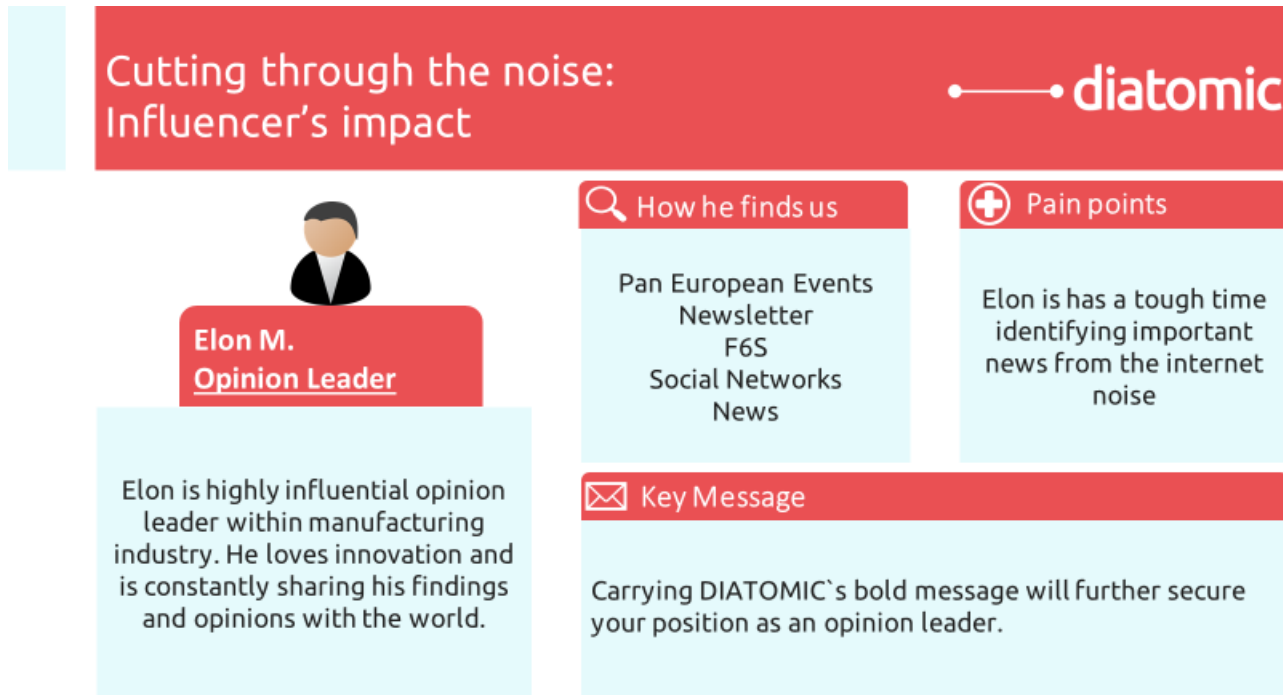 Cutting through the noise:
Influencer's impact
diatomic
Elon M.
Opinion Leader
Elon is highly influential opinion
leader within manufacturing
industry. He loves innovation and
is constantly sharing his findings
and opinions with the world.
How he finds us
Pan European Events
Newsletter
F6S
Social Networks
News
Pain points
Elon is has a tough time
identifying important
news from the internet
noise
Key Message
Carrying DIATOMIC`s bold message will further secure
your position as an opinion leader.